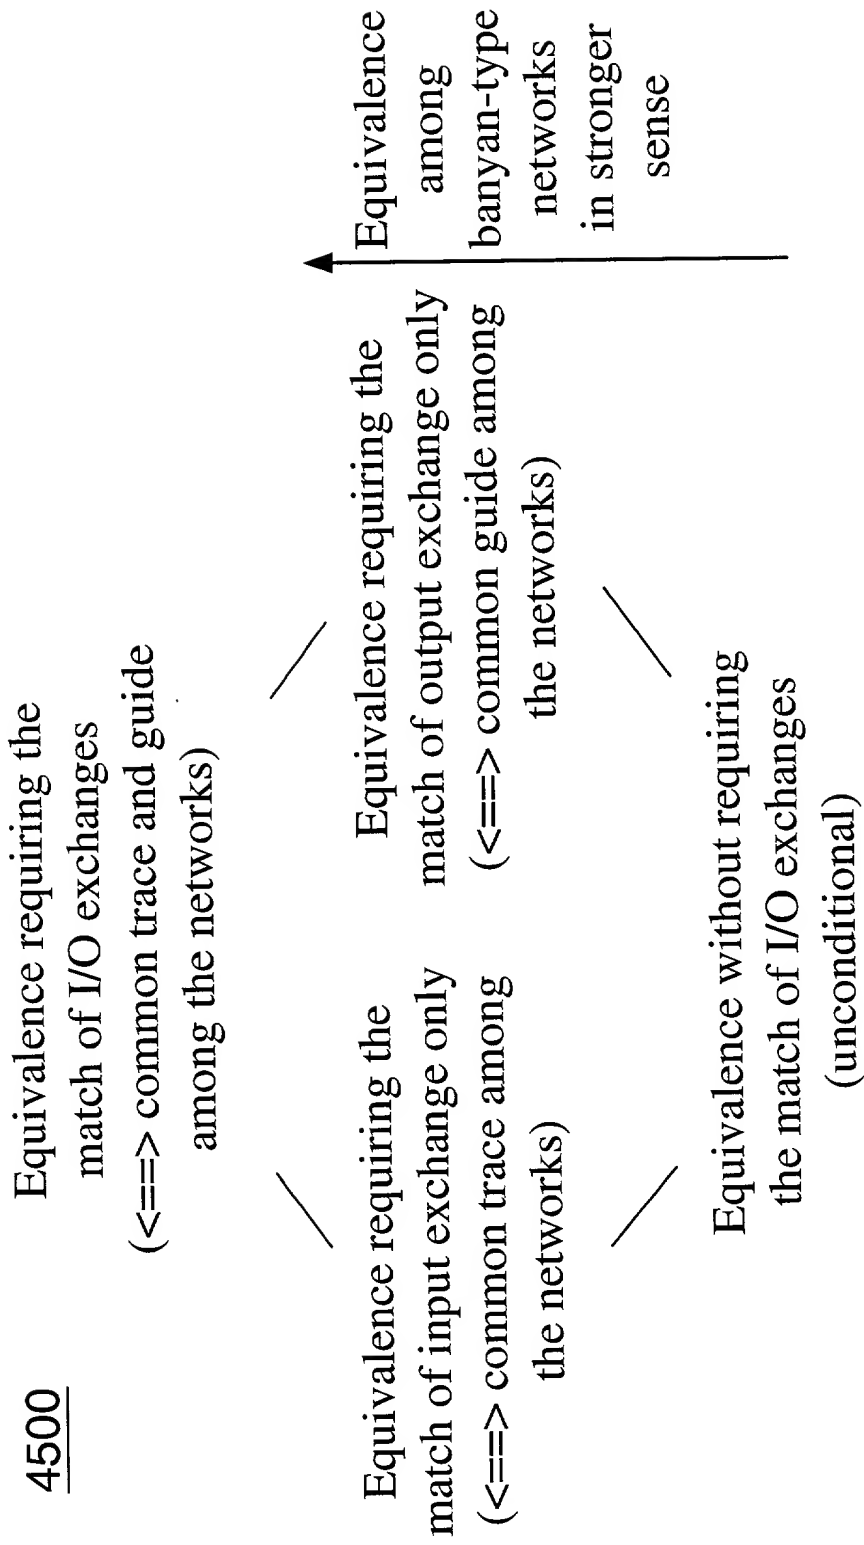 4500
Equivalence requiring the
match of I/O exchanges
(<==> common trace and guide
among the networks)
Equivalence requiring the
match of input exchange only
(<==> common trace among
the networks)
Equivalence requiring the
match of output exchange only
(<==> common guide among
the networks)
Equivalence without requiring
the match of I/O exchanges
(unconditional)
Equivalence
among
banyan-type
networks
in stronger
sense